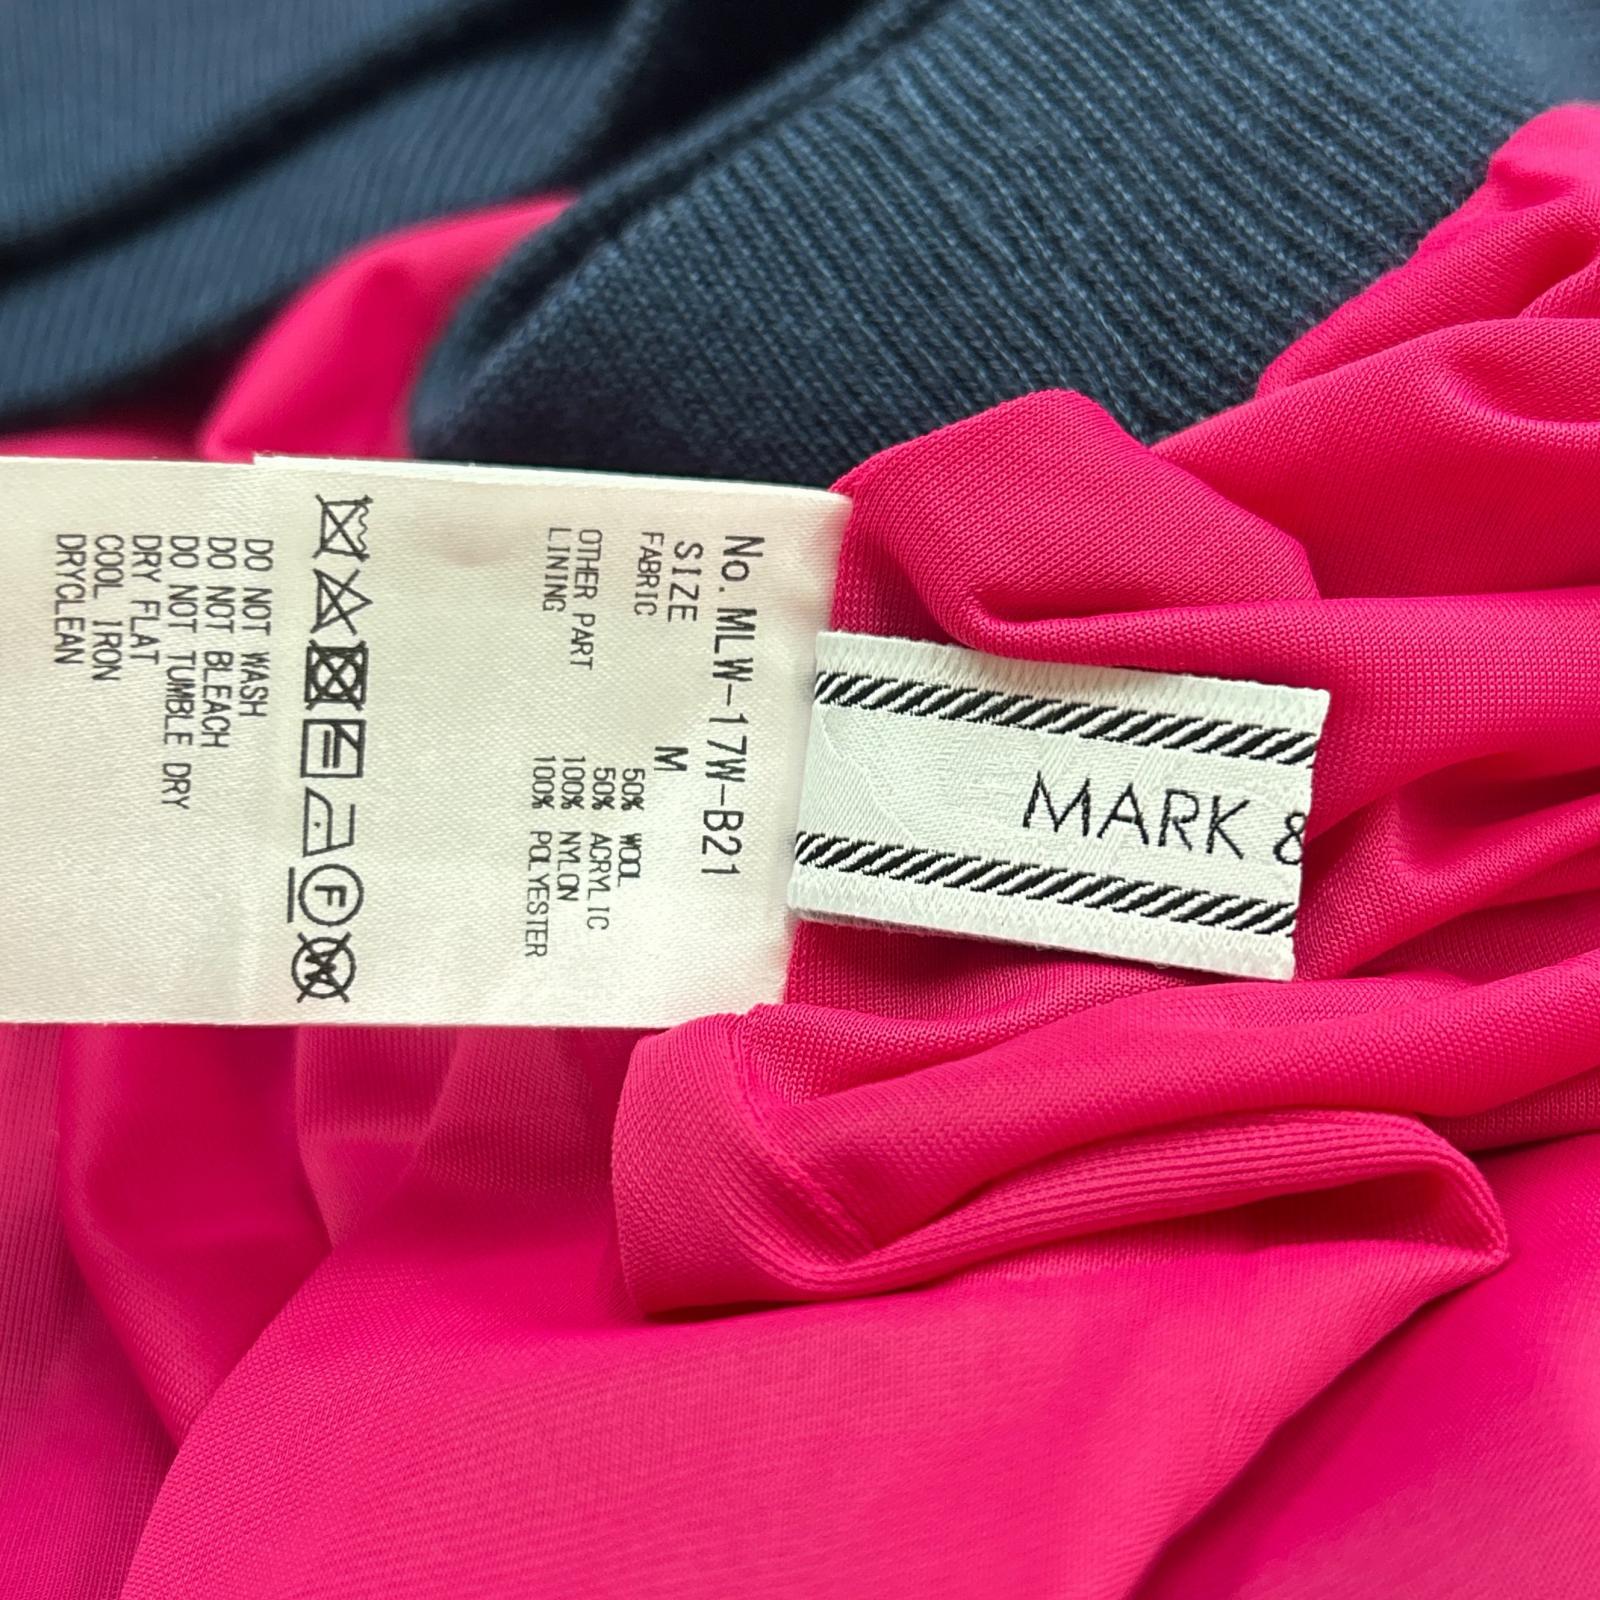 No. MLW-17W-B21
SIZE M
FABRIC 50% WOOL
50% ACRYLIC
OTHER PART 100% NYLON
LINING 100% POLYESTER
F
W
DO NOT WASH
DO NOT BLEACH
DO NOT TUMBLE DRY
DRY FLAT
COOL IRON
DRYCLEAN
MARK &